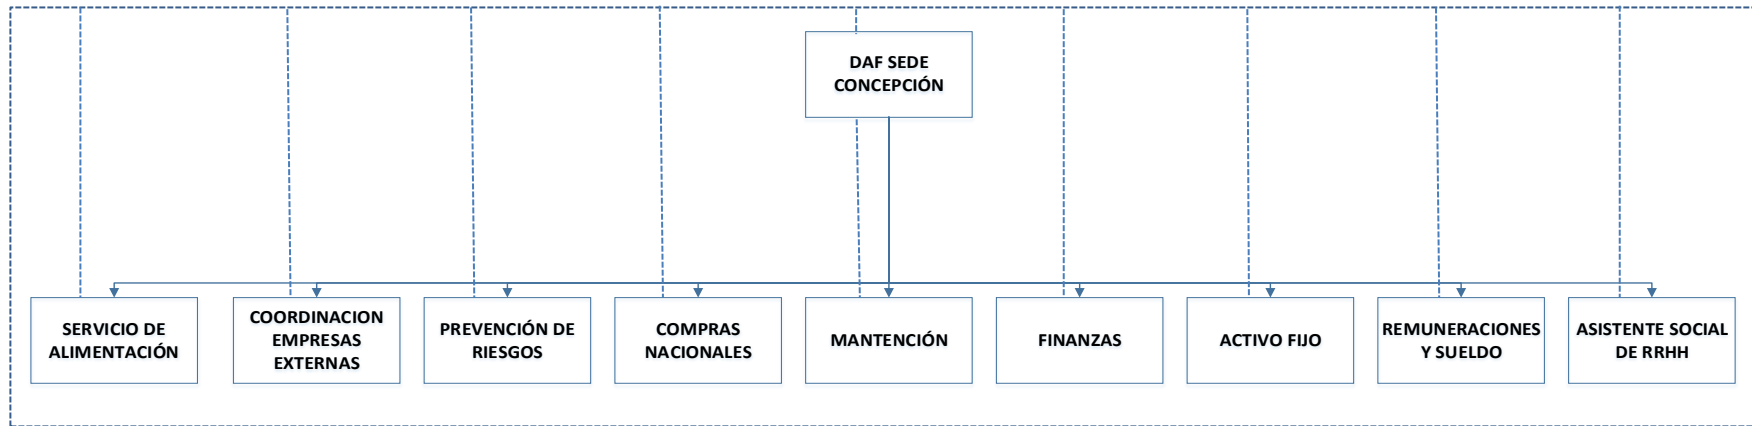 DAF SEDE
CONCEPCIÓN
SERVICIO DE
ALIMENTACIÓN
COORDINACION
EMPRESAS
EXTERNAS
PREVENCIÓN DE
RIESGOS
COMPRAS
NACIONALES
MANTENCIÓN
FINANZAS
ACTIVO FIJO
REMUNERACIONES
Y SUELDO
ASISTENTE SOCIAL
DE RRHH